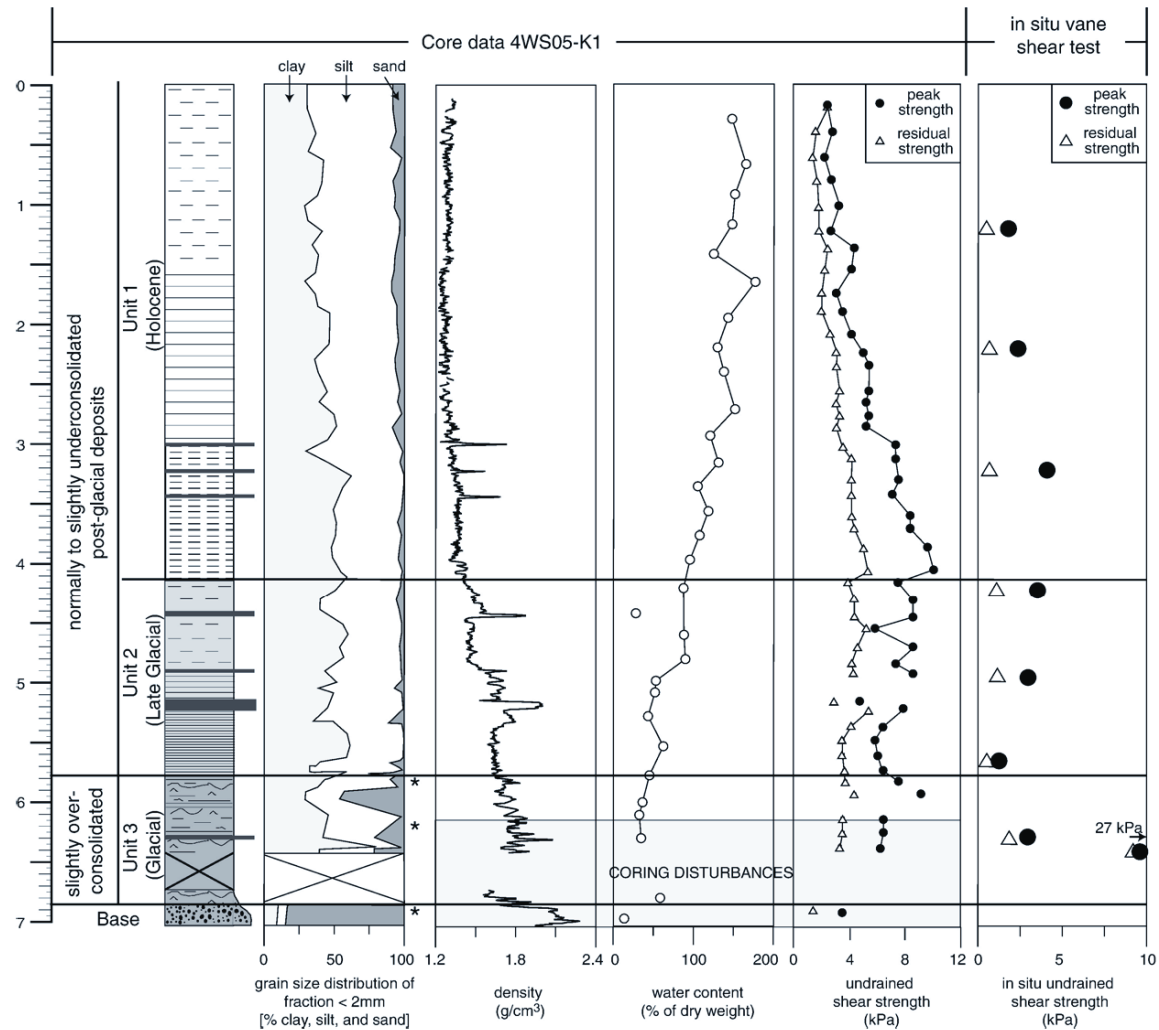 Core data 4WS05-K1
in situ vane
shear test
clay
silt
sand
0
1
2
3
4
5
6
7
normally to slightly underconsolidated
post-glacial deposits
slightly over-
consolidated
Unit 1
(Holocene)
Unit 2
(Late Glacial)
Unit 3
(Glacial)
Base
*
*
*
peak
strength
residual
strength
peak
strength
residual
strength
27 kPa
CORING DISTURBANCES
0 50 100
grain size distribution of
fraction < 2mm
[% clay, silt, and sand]
1.2 1.8 2.4
density
(g/cm³)
0 100 200
water content
(% of dry weight)
0 4 8 12
undrained
shear strength
(kPa)
0 5 10
in situ undrained
shear strength
(kPa)